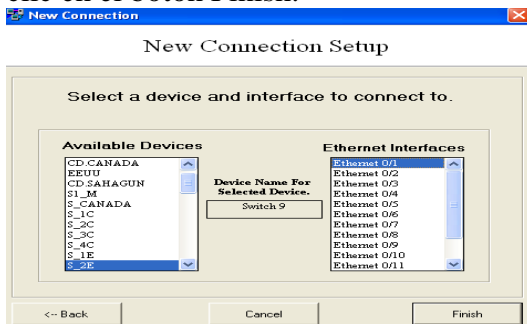 New Connection
New Connection Setup
Select a device and interface to connect to.
Available Devices
CD.CANADA
EEUU
CD.SAHAGUN
S1_M
S_CANADA
S_1C
S_2C
S_3C
S_4C
S_1E
S_2E
Device Name For
Selected Device.
Switch 9
Ethernet Interfaces
Ethernet 0/1
Ethernet 0/2
Ethernet 0/3
Ethernet 0/4
Ethernet 0/5
Ethernet 0/6
Ethernet 0/7
Ethernet 0/8
Ethernet 0/9
Ethernet 0/10
Ethernet 0/11
<-- Back
Cancel
Finish